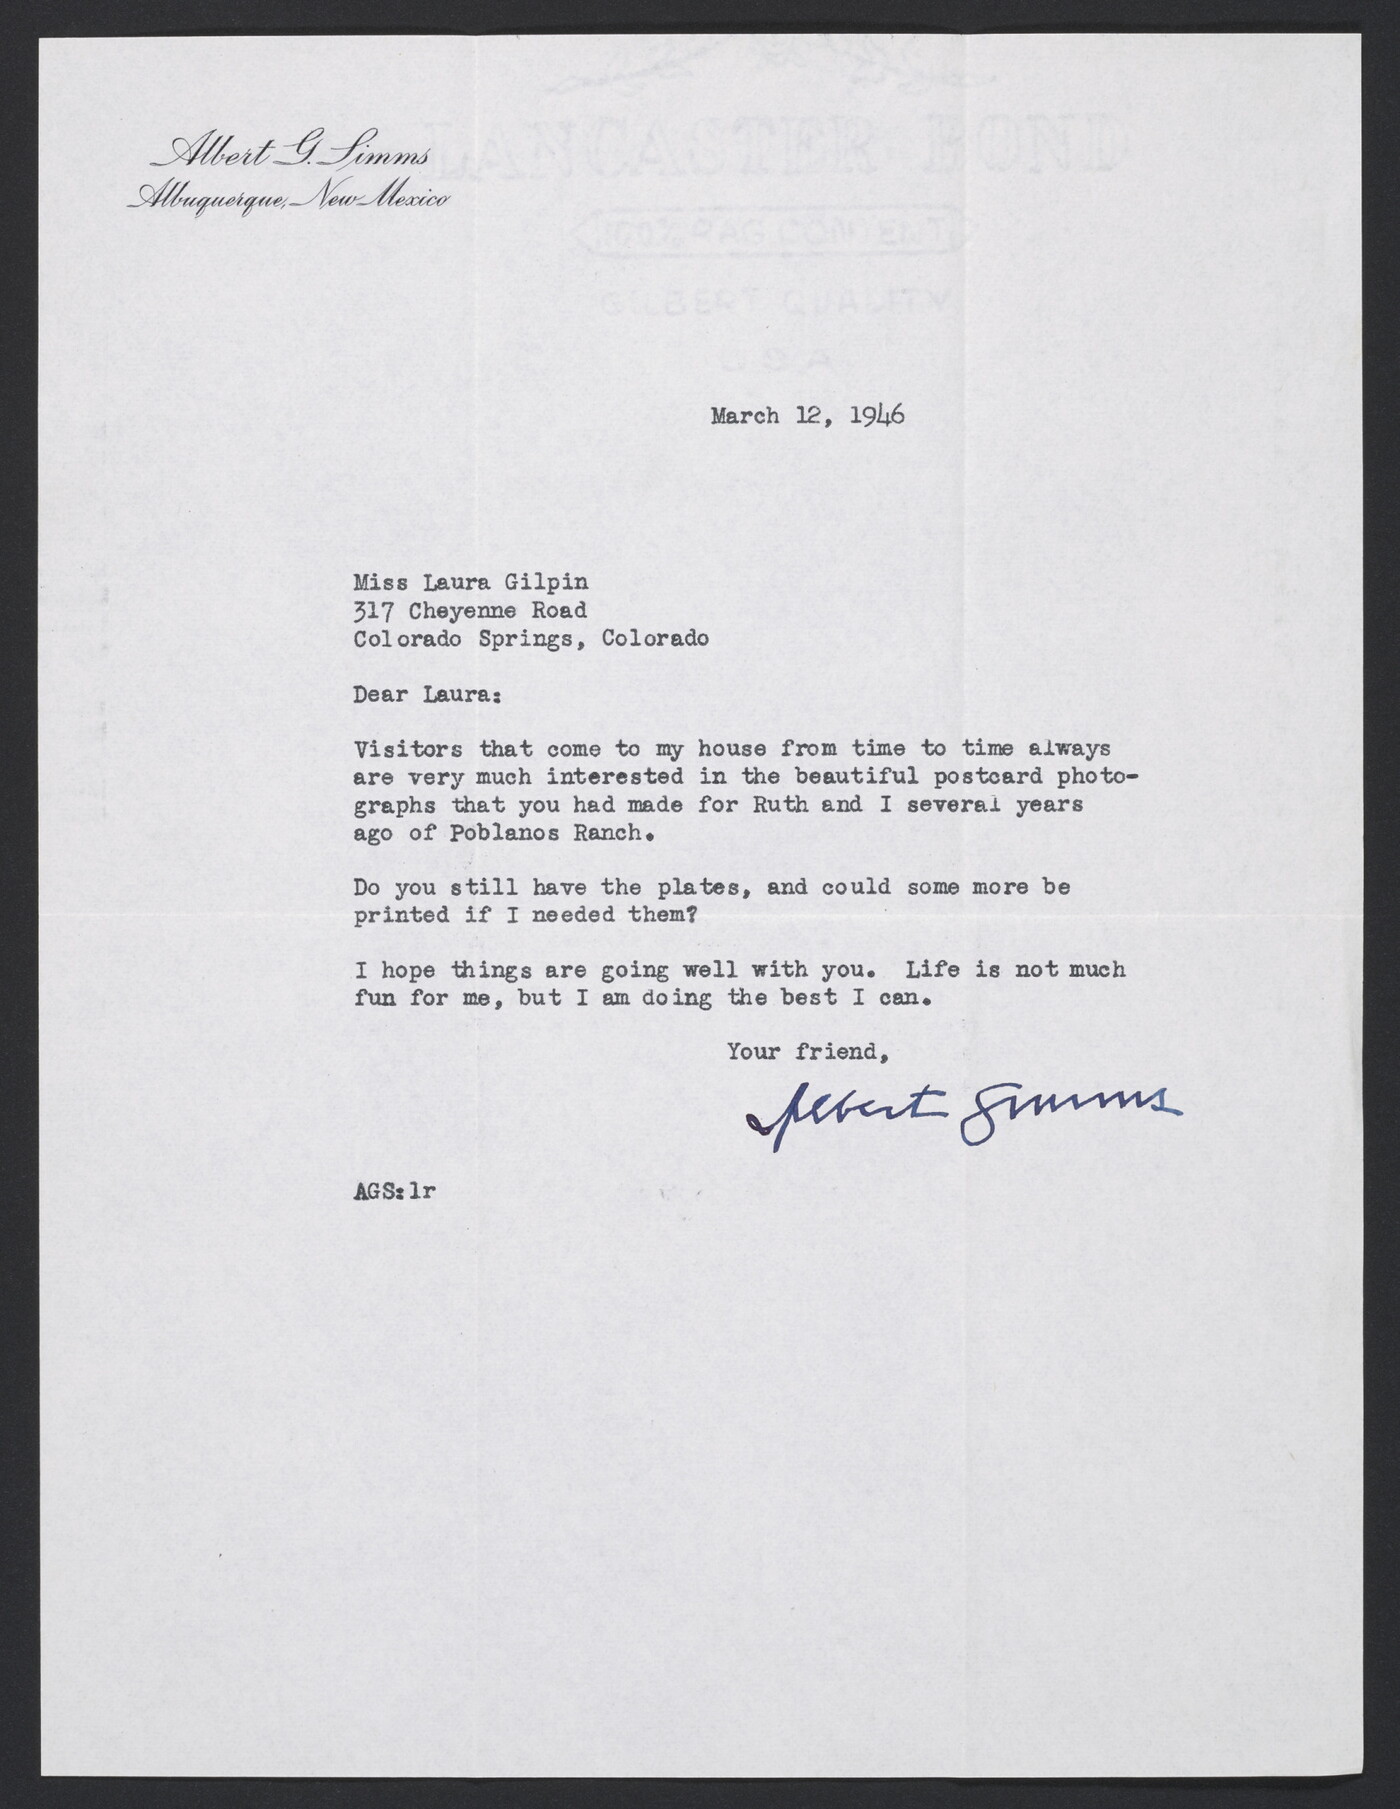 Albert G. Simms
Albuquerque, New Mexico
LANCASTER BOND
100% RAG CONTENT
GILBERT QUALITY
U S A
March 12, 1946
Miss Laura Gilpin
317 Cheyenne Road
Colorado Springs, Colorado
Dear Laura:
Visitors that come to my house from time to time always
are very much interested in the beautiful postcard photo-
graphs that you had made for Ruth and I several years
ago of Poblanos Ranch.
Do you still have the plates, and could some more be
printed if I needed them?
I hope things are going well with you.  Life is not much
fun for me, but I am doing the best I can.
Your friend,
Albert Simms
AGS:lr